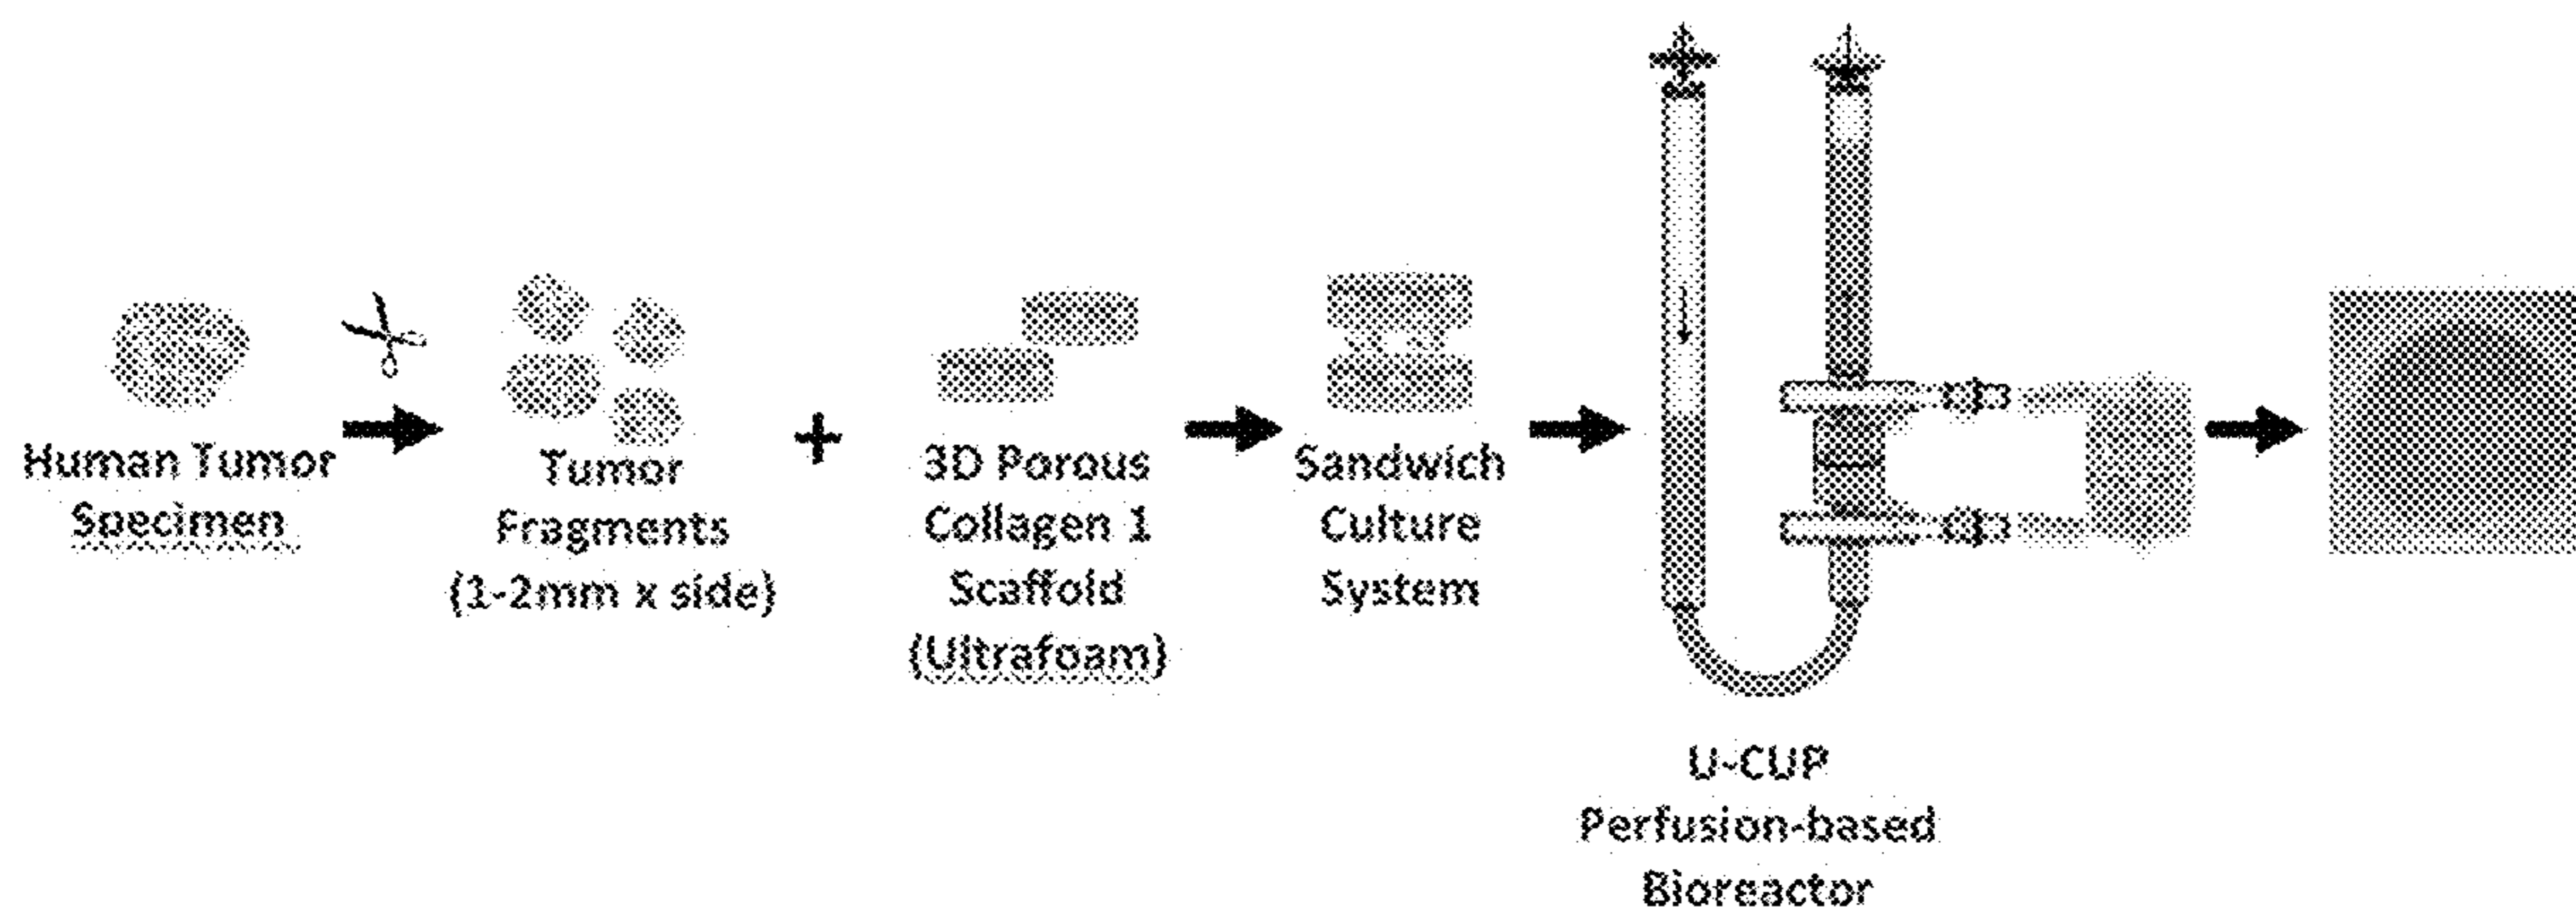 Human Tumor
Specimen
Tumor
Fragments
(1-2mm x side)
+
3D Porous
Collagen 1
Scaffold
(Ultrafoam)
Sandwich
Culture
System
U-CUP
Perfusion-based
Bioreactor